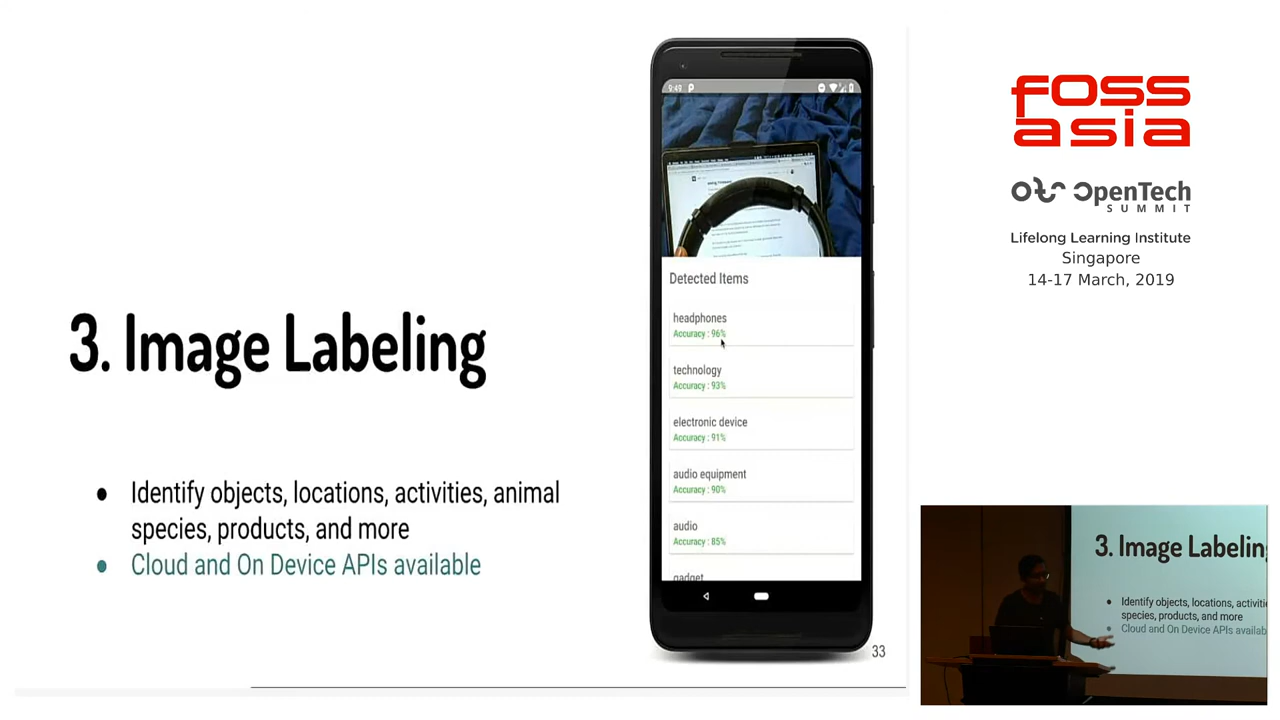 3. Image Labeling
● Identify objects, locations, activities, animal
species, products, and more
● Cloud and On Device APIs available
9:49
Detected Items
headphones
Accuracy : 96%
technology
Accuracy : 93%
electronic device
Accuracy : 91%
audio equipment
Accuracy : 90%
audio
Accuracy : 85%
gadget
33
FOSS
asia
OpenTech
SUMMIT
Lifelong Learning Institute
Singapore
14-17 March, 2019
3. Image Labelin
● Identify objects, locations, activiti
species, products, and more
● Cloud and On Device APIs availab